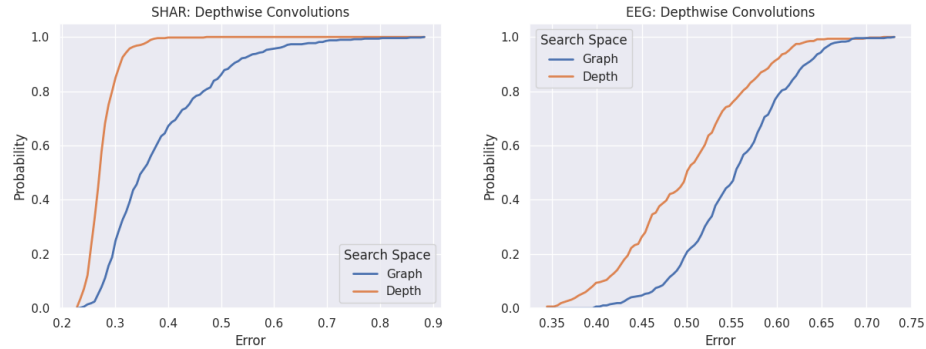 SHAR: Depthwise Convolutions
1.0
0.8
0.6
0.4
0.2
0.0
Probability
Search Space
Graph
Depth
0.2 0.3 0.4 0.5 0.6 0.7 0.8 0.9
Error
EEG: Depthwise Convolutions
1.0
0.8
0.6
0.4
0.2
0.0
Probability
Search Space
Graph
Depth
0.35 0.40 0.45 0.50 0.55 0.60 0.65 0.70 0.75
Error